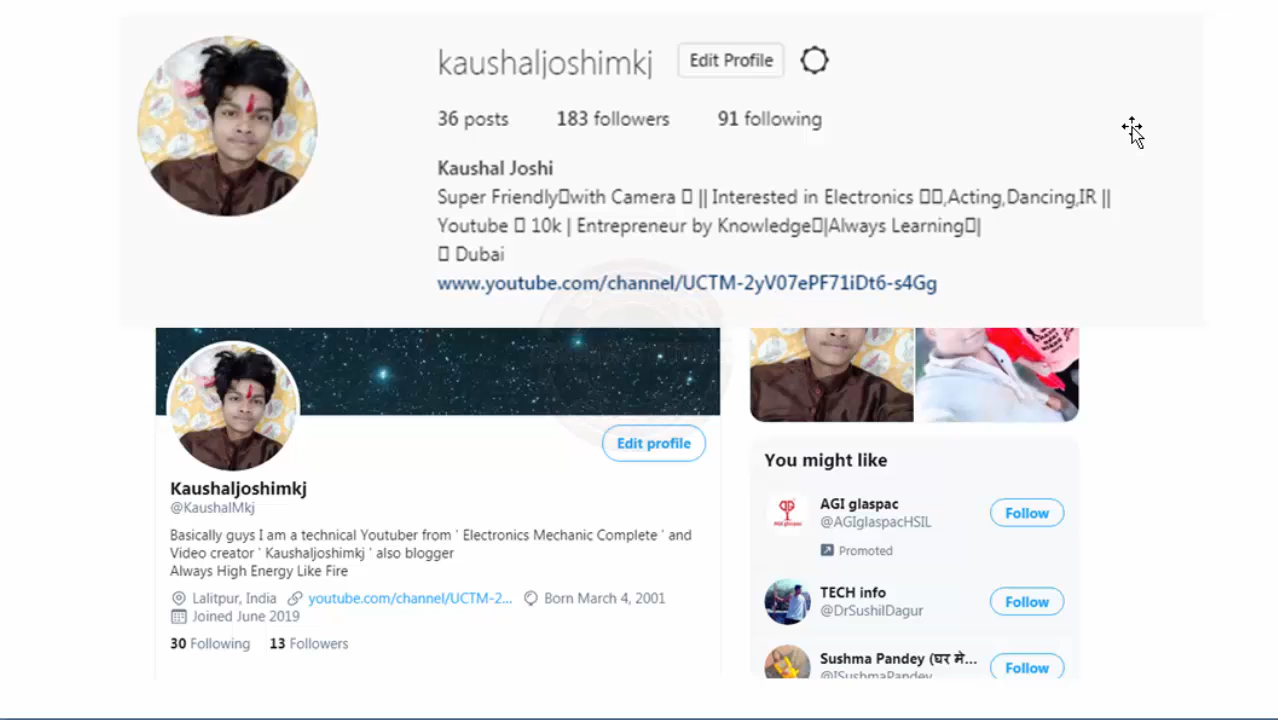 kaushaljoshimkj Edit Profile
36 posts 183 followers 91 following
Kaushal Joshi
Super Friendly▯with Camera ▯ || Interested in Electronics ▯▯,Acting,Dancing,IR ||
Youtube ▯ 10k | Entrepreneur by Knowledge▯|Always Learning▯|
▯ Dubai
www.youtube.com/channel/UCTM-2yV07ePF71iDt6-s4Gg
Edit profile
Kaushaljoshimkj
@KaushalMkj
Basically guys I am a technical Youtuber from ' Electronics Mechanic Complete ' and
Video creator ' Kaushaljoshimkj ' also blogger
Always High Energy Like Fire
Lalitpur, India youtube.com/channel/UCTM-2... Born March 4, 2001
Joined June 2019
30 Following 13 Followers
You might like
AGI glaspac
@AGIglaspacHSIL
Follow
Promoted
TECH info
@DrSushilDagur
Follow
Sushma Pandey (घर मे...
@ISushmaPandey
Follow